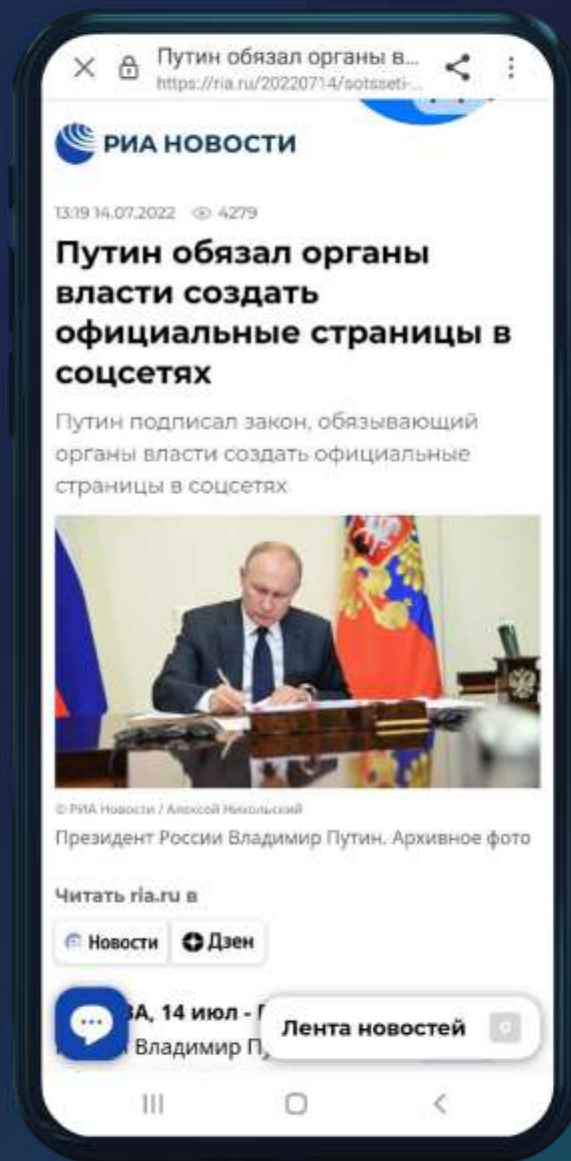 Путин обязал органы в...
https://ria.ru/20220714/sotsseti-...
РИА НОВОСТИ
13:19 14.07.2022 4279
Путин обязал органы
власти создать
официальные страницы в
соцсетях
Путин подписал закон, обязывающий
органы власти создать официальные
страницы в соцсетях
© РИА Новости / Алексей Никольский
Президент России Владимир Путин. Архивное фото
Читать ria.ru в
Новости Дзен
ВА, 14 июл -
Владимир П
Лента новостей 0